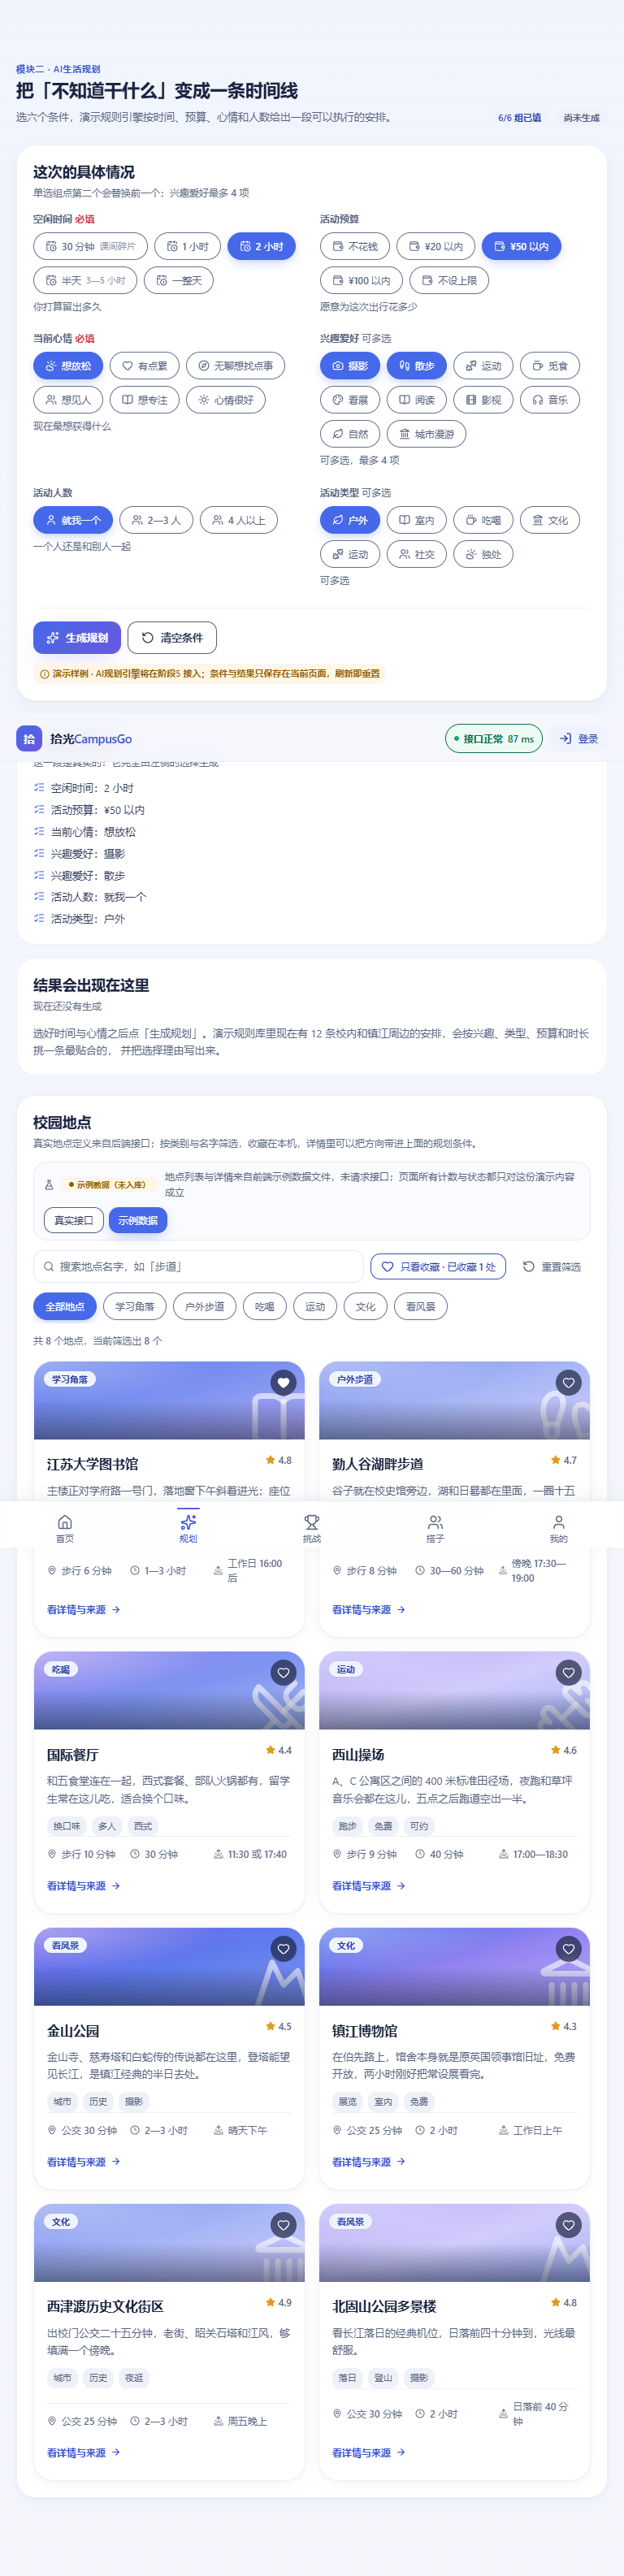 模块二 · AI生活规划
把「不知道干什么」变成一条时间线
选六个条件，演示规则引擎按时间、预算、心情和人数给出一段可以执行的安排。
6/6 组已填
尚未生成
这次的具体情况
单选组点第二个会替换前一个；兴趣爱好最多 4 项
空闲时间 必填
30 分钟 课间碎片
1 小时
2 小时
半天 3—5 小时
一整天
你打算留出多久
活动预算
不花钱
¥20 以内
¥50 以内
¥100 以内
不设上限
愿意为这次出行花多少
当前心情 必填
想放松
有点累
无聊想找点事
想见人
想专注
心情很好
现在最想获得什么
兴趣爱好 可多选
摄影
散步
运动
觅食
看展
阅读
影视
音乐
自然
城市漫游
可多选，最多 4 项
活动人数
就我一个
2—3 人
4 人以上
一个人还是和别人一起
活动类型 可多选
户外
室内
吃喝
文化
运动
社交
独处
可多选
生成规划
清空条件
演示样例 · AI规划引擎将在阶段5 接入；条件与结果只保存在当前页面，刷新即重置
拾
拾光CampusGo
接口正常 87 ms
登录
这一段是真实的：它完全由左侧的选择生成
空闲时间：2 小时
活动预算：¥50 以内
当前心情：想放松
兴趣爱好：摄影
兴趣爱好：散步
活动人数：就我一个
活动类型：户外
结果会出现在这里
现在还没有生成
选好时间与心情之后点「生成规划」。演示规则库里现在有 12 条校内和镇江周边的安排，会按兴趣、类型、预算和时长
挑一条最贴合的， 并把选择理由写出来。
校园地点
真实地点定义来自后端接口；按类别与名字筛选，收藏在本机，详情里可以把方向带进上面的规划条件。
示例数据（未入库）
地点列表与详情来自前端示例数据文件，未请求接口；页面所有计数与状态都只对这份演示内容
成立
真实接口
示例数据
搜索地点名字，如「步道」
只看收藏 · 已收藏 1 处
重置筛选
全部地点
学习角落
户外步道
吃喝
运动
文化
看风景
共 8 个地点，当前筛选出 8 个
学习角落
江苏大学图书馆
4.8
主楼正对学府路一号门，落地窗下午斜着进光；座位
户外步道
勤人谷湖畔步道
4.7
谷子就在校史馆旁边，湖和日晷都在里面，一圈十五
首页
规划
挑战
搭子
我的
步行 6 分钟
1—3 小时
工作日 16:00
后
看详情与来源
步行 8 分钟
30—60 分钟
傍晚 17:30—
19:00
看详情与来源
吃喝
国际餐厅
4.4
和五食堂连在一起，西式套餐、部队火锅都有，留学
生常在这儿吃，适合换个口味。
换口味
多人
西式
步行 10 分钟
30 分钟
11:30 或 17:40
看详情与来源
运动
西山操场
4.6
A、C 公寓区之间的 400 米标准田径场，夜跑和草坪
音乐会都在这儿，五点之后跑道空出一半。
跑步
免费
可约
步行 9 分钟
40 分钟
17:00—18:30
看详情与来源
看风景
金山公园
4.5
金山寺、慈寿塔和白蛇传的传说都在这里，登塔能望
见长江，是镇江经典的半日去处。
城市
历史
摄影
公交 30 分钟
2—3 小时
晴天下午
看详情与来源
文化
镇江博物馆
4.3
在伯先路上，馆舍本身就是原英国领事馆旧址，免费
开放，两小时刚好把常设展看完。
展览
室内
免费
公交 25 分钟
2 小时
工作日上午
看详情与来源
文化
西津渡历史文化街区
4.9
出校门公交二十五分钟，老街、昭关石塔和江风，够
填满一个傍晚。
城市
历史
夜逛
公交 25 分钟
2—3 小时
周五晚上
看详情与来源
看风景
北固山公园多景楼
4.8
看长江落日的经典机位，日落前四十分钟到，光线最
舒服。
落日
登山
摄影
公交 30 分钟
2 小时
日落前 40 分
钟
看详情与来源